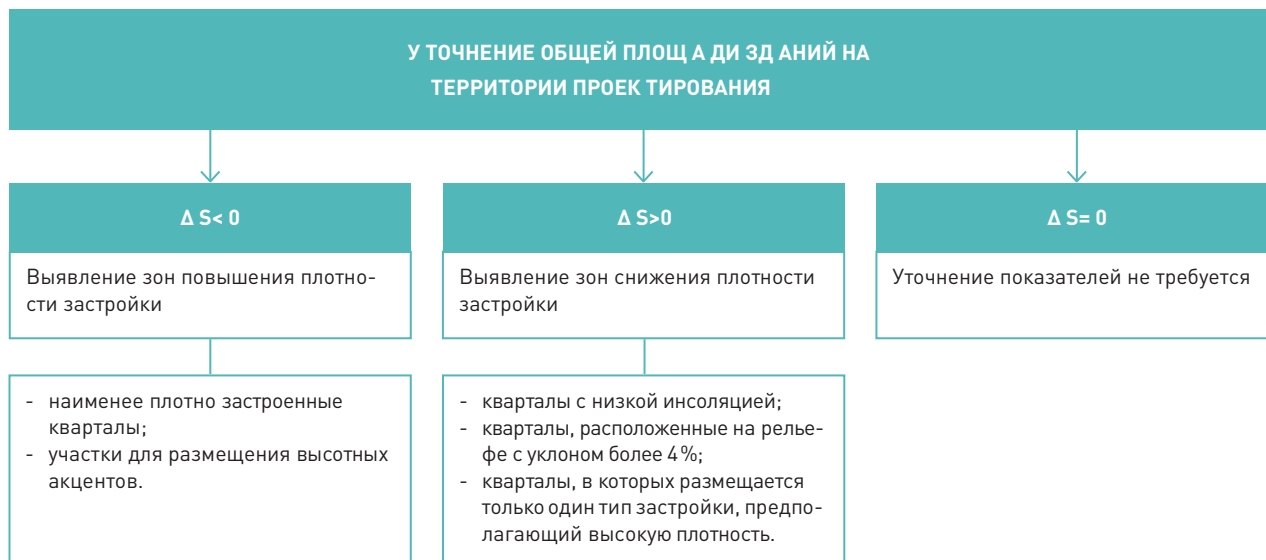 У ТОЧНЕНИЕ ОБЩЕЙ ПЛОЩ А ДИ ЗД АНИЙ НА
ТЕРРИТОРИИ ПРОЕК ТИРОВАНИЯ
Δ S< 0
Выявление зон повышения плотно-
сти застройки
- наименее плотно застроенные
кварталы;
- участки для размещения высотных
акцентов.
Δ S>0
Выявление зон снижения плотности
застройки
- кварталы с низкой инсоляцией;
- кварталы, расположенные на релье-
фе с уклоном более 4 %;
- кварталы, в которых размещается
только один тип застройки, предпо-
лагающий высокую плотность.
Δ S= 0
Уточнение показателей не требуется